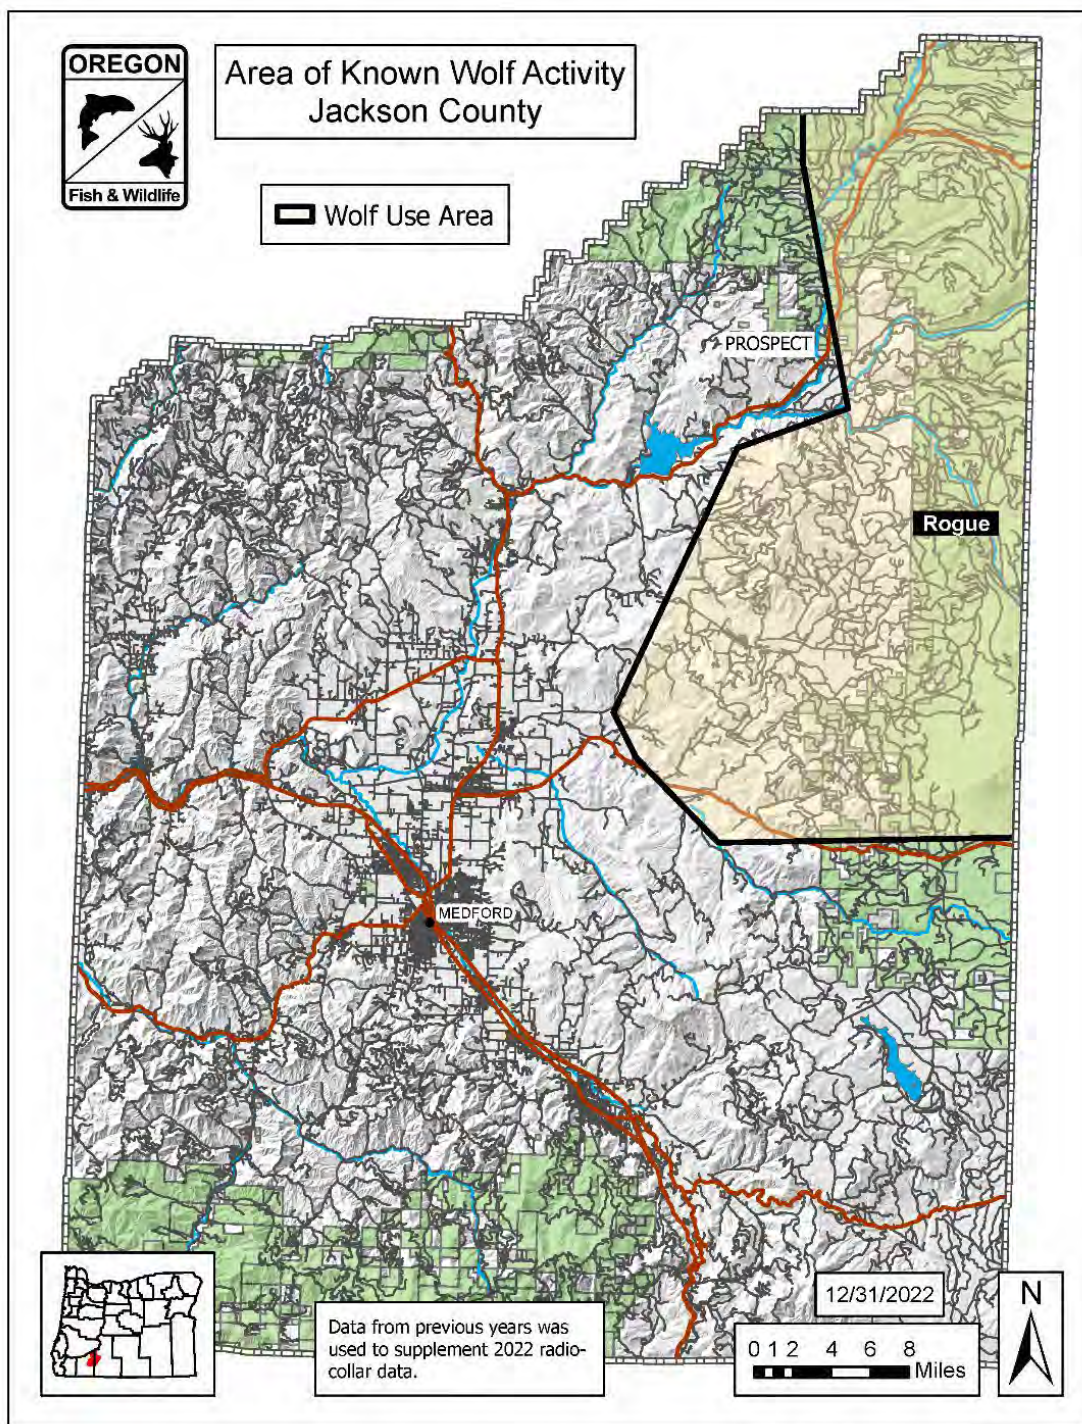 OREGON
Fish & Wildlife
Area of Known Wolf Activity
Jackson County
Wolf Use Area
PROSPECT
Rogue
MEDFORD
Data from previous years was
used to supplement 2022 radio-
collar data.
12/31/2022
0 1 2 4 6 8
Miles
N